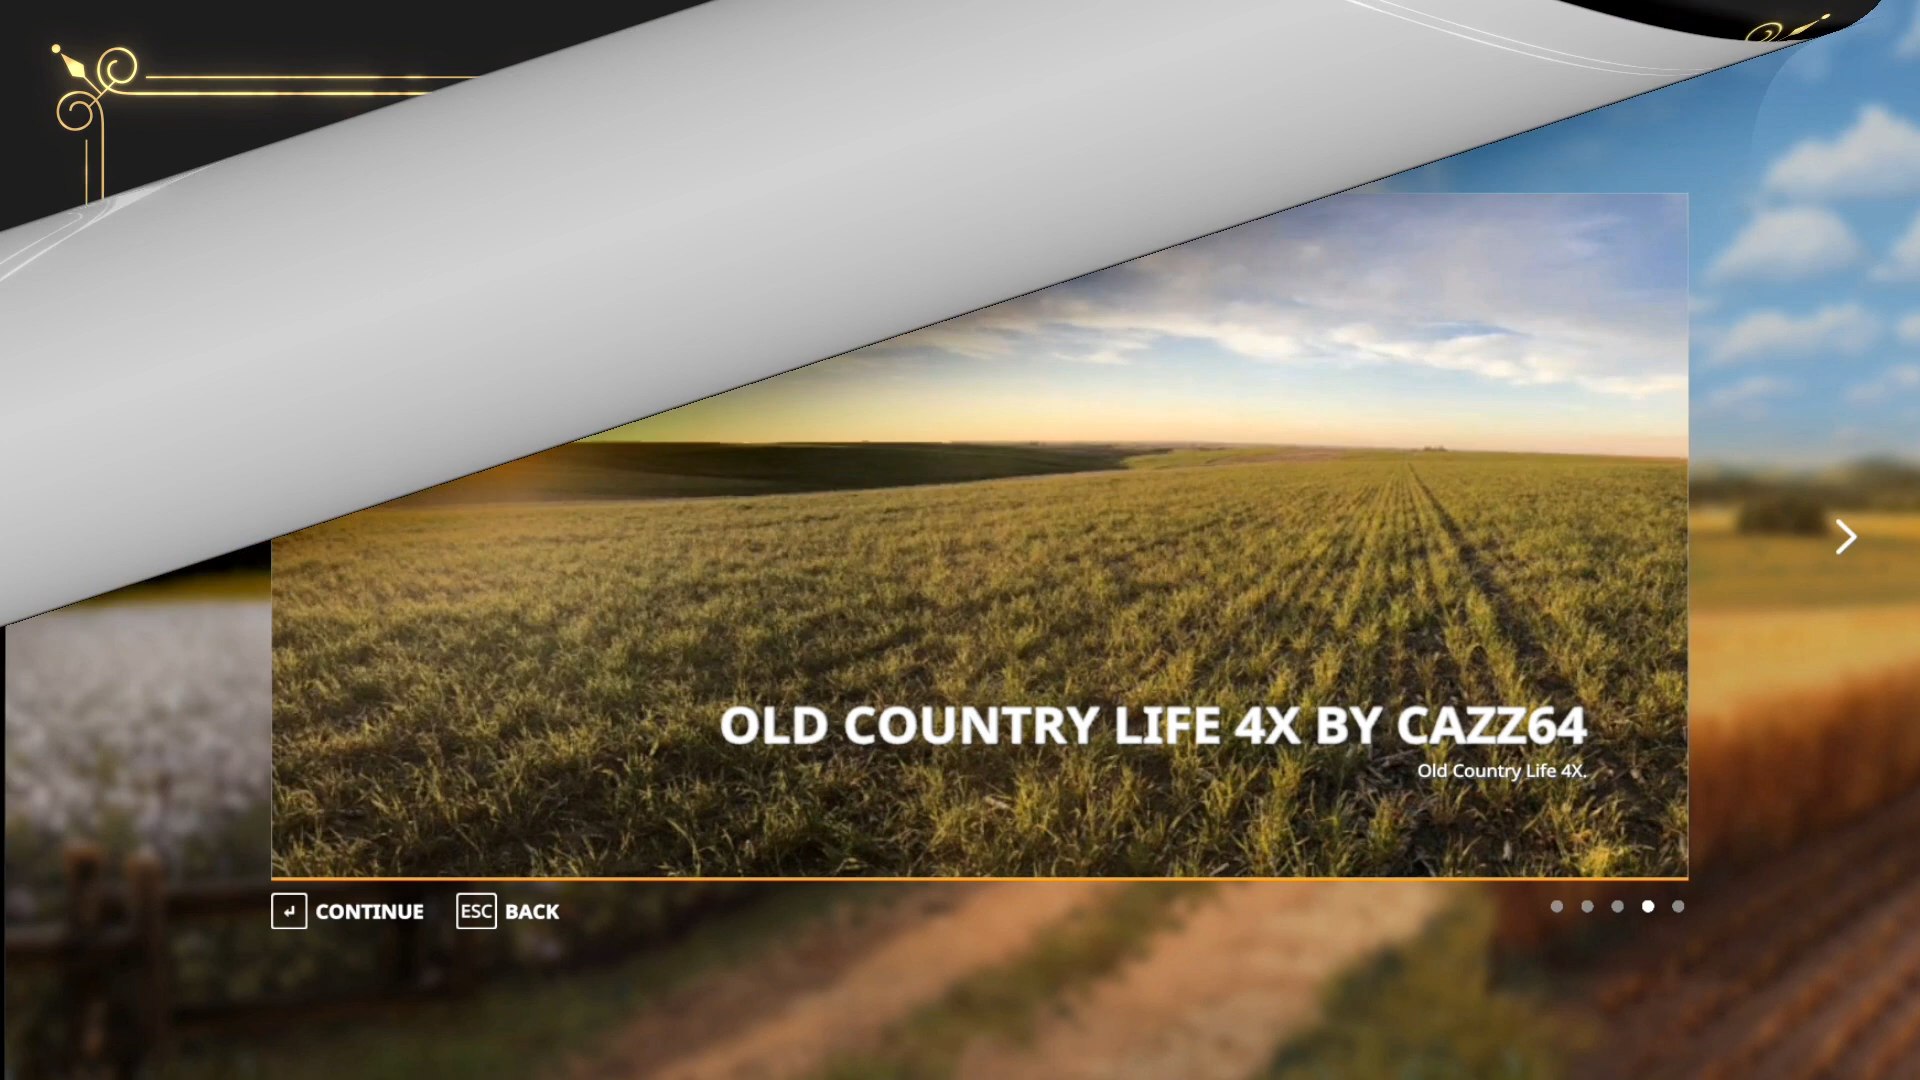 OLD COUNTRY LIFE 4X BY CAZZ64
Old Country Life 4X.
↵ CONTINUE ESC BACK